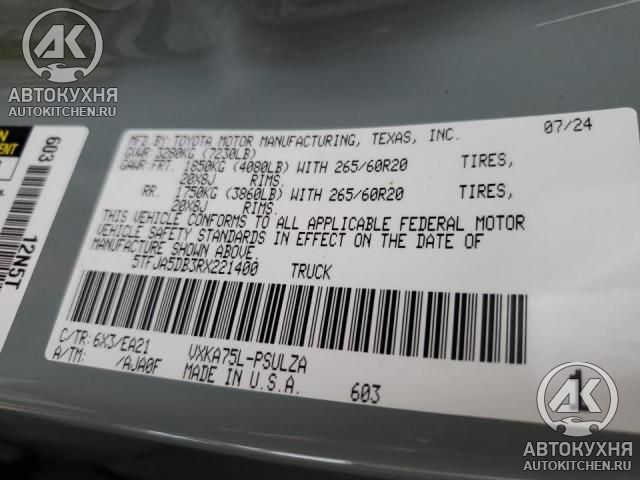 AK
АВТОКУХНЯ
AUTOKITCHEN.RU
603
12N5T
MFD.BY:TOYOTA MOTOR MANUFACTURING, TEXAS, INC. 07/24
GVWR 3280KG (7230LB)
GAWR:FRT. 1850KG (4080LB) WITH 265/60R20 TIRES,
20X8J RIMS.
RR. 1750KG (3860LB) WITH 265/60R20 TIRES,
20X8J RIMS.
THIS VEHICLE CONFORMS TO ALL APPLICABLE FEDERAL MOTOR
VEHICLE SAFETY STANDARDS IN EFFECT ON THE DATE OF
MANUFACTURE SHOWN ABOVE.
5TFJA5DB3RX221400 TRUCK
C/TR: 6X3/EA21 VXKA75L-PSULZA
A/TM: /AJA0F MADE IN U.S.A. 603
1
AK
АВТОКУХНЯ
AUTOKITCHEN.RU